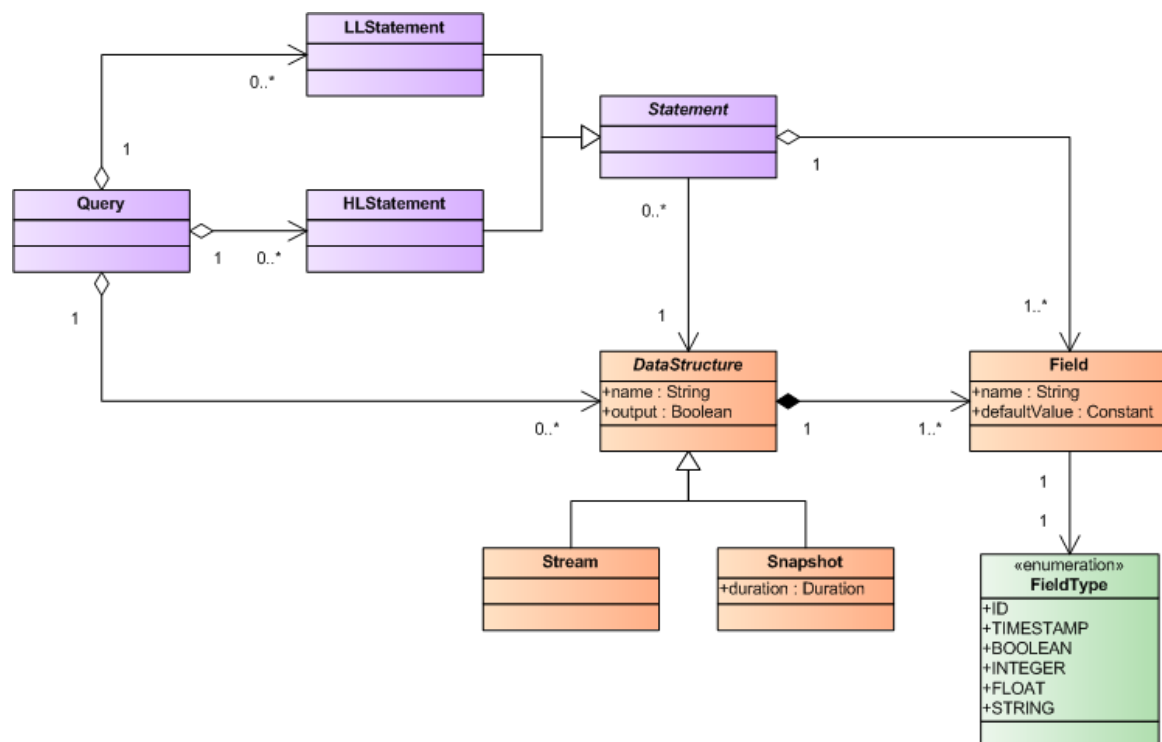 LLStatement
0..*
1
Statement
1
Query
HLStatement
1
0..*
0..*
1
1
1..*
DataStructure
+name : String
+output : Boolean
0..*
1
1..*
Field
+name : String
+defaultValue : Constant
1
1
Stream
Snapshot
+duration : Duration
«enumeration»
FieldType
+ID
+TIMESTAMP
+BOOLEAN
+INTEGER
+FLOAT
+STRING